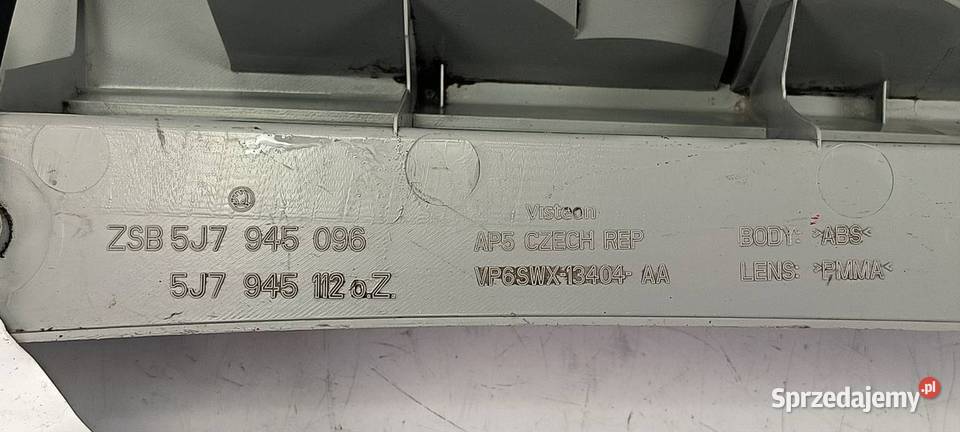 ZSB 5J7 945 096
5J7 945 112 o.Z.
Visteon
AP5 CZECH REP
VP6SWX-13404- AA
BODY: >ABS<
LENS: >PMMA<
Sprzedajemy.pl